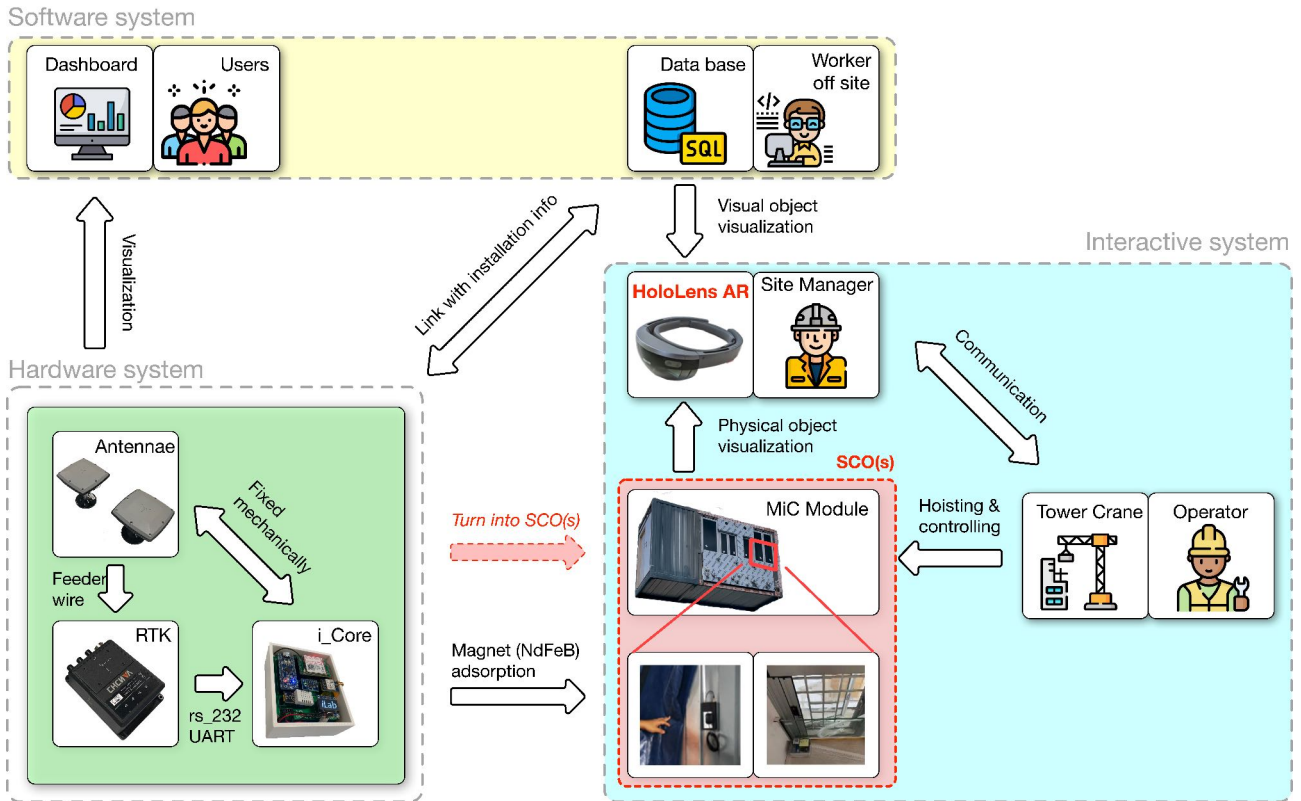 Software system
Dashboard
Users
Data base
SQL
Worker
off site
</>
Visualization
Link with installation info
Visual object
visualization
Interactive system
HoloLens AR
Site Manager
Communication
Physical object
visualization
SCO(s)
MiC Module
Hoisting &
controlling
Tower Crane
Operator
Hardware system
Antennae
Fixed
mechanically
Feeder
wire
RTK
i_Core
iLab
rs_232
UART
Turn into SCO(s)
Magnet (NdFeB)
adsorption